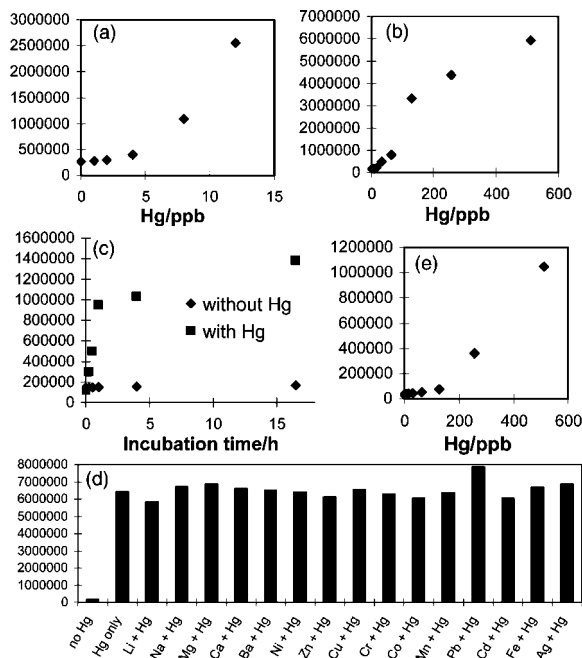 (a)
3000000
2500000
2000000
1500000
1000000
500000
0
0 5 10 15
Hg/ppb
(b)
7000000
6000000
5000000
4000000
3000000
2000000
1000000
0
0 200 400 600
Hg/ppb
(c)
1600000
1400000
1200000
1000000
800000
600000
400000
200000
0
without Hg
with Hg
0 5 10 15
Incubation time/h
(e)
1200000
1000000
800000
600000
400000
200000
0
0 200 400 600
Hg/ppb
(d)
8000000
7000000
6000000
5000000
4000000
3000000
2000000
1000000
0
no Hg
Hg only
Li + Hg
Na + Hg
Mg + Hg
Ca + Hg
Ba + Hg
Ni + Hg
Zn + Hg
Cu + Hg
Cr + Hg
Co + Hg
Mn + Hg
Pb + Hg
Cd + Hg
Fe + Hg
Ag + Hg